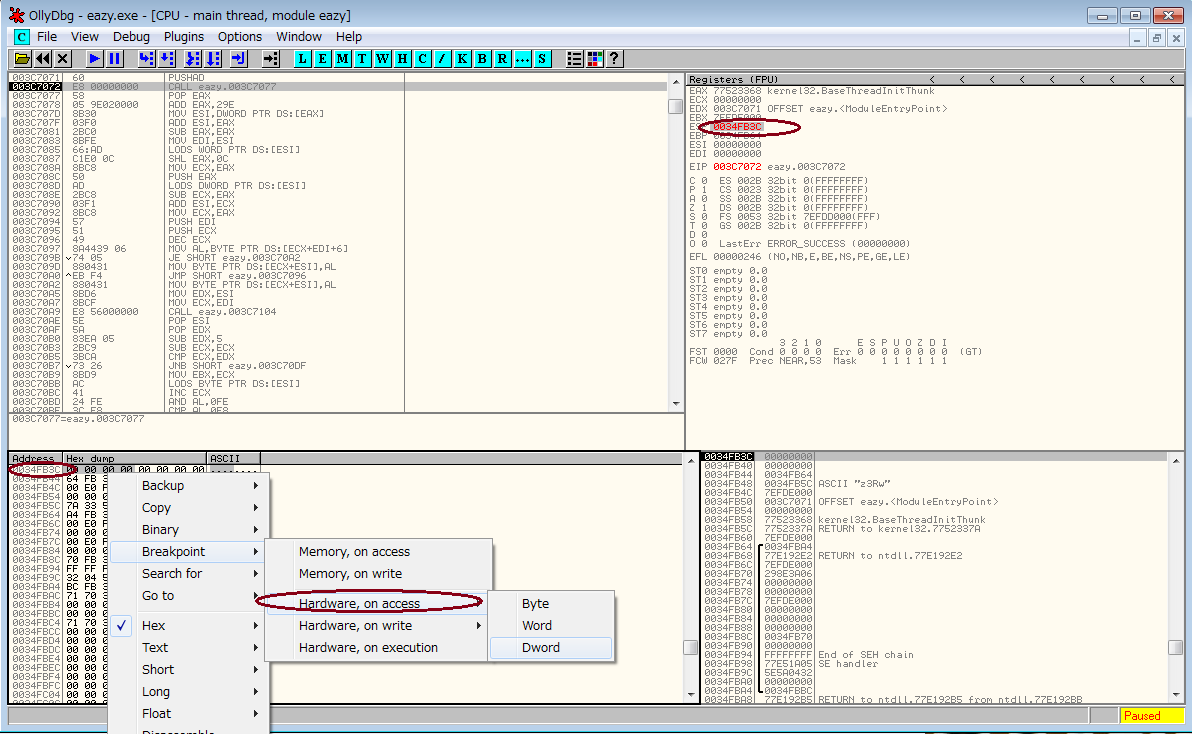 OllyDbg - eazy.exe - [CPU - main thread, module eazy]
C File View Debug Plugins Options Window Help
L E M T W H C / K B R ... S ?
003C7071 60 PUSHAD
003C7072 E8 00000000 CALL eazy.003C7077
003C7077 58 POP EAX
003C7078 05 9E020000 ADD EAX,29E
003C707D 8B30 MOV ESI,DWORD PTR DS:[EAX]
003C707F 03F0 ADD ESI,EAX
003C7081 2BC0 SUB EAX,EAX
003C7083 8BFE MOV EDI,ESI
003C7085 66:AD LODS WORD PTR DS:[ESI]
003C7087 C1E0 0C SHL EAX,0C
003C708A 8BC8 MOV ECX,EAX
003C708C 50 PUSH EAX
003C708D AD LODS DWORD PTR DS:[ESI]
003C708E 2BC8 SUB ECX,EAX
003C7090 03F1 ADD ESI,ECX
003C7092 8BC8 MOV ECX,EAX
003C7094 57 PUSH EDI
003C7095 51 PUSH ECX
003C7096 49 DEC ECX
003C7097 8A4439 06 MOV AL,BYTE PTR DS:[ECX+EDI+6]
003C709B 74 05 JE SHORT eazy.003C70A2
003C709D 880431 MOV BYTE PTR DS:[ECX+ESI],AL
003C70A0 EB F4 JMP SHORT eazy.003C7096
003C70A2 880431 MOV BYTE PTR DS:[ECX+ESI],AL
003C70A5 8BD6 MOV EDX,ESI
003C70A7 8BCF MOV ECX,EDI
003C70A9 E8 56000000 CALL eazy.003C7104
003C70AE 5E POP ESI
003C70AF 5A POP EDX
003C70B0 83EA 05 SUB EDX,5
003C70B3 2BC9 SUB ECX,ECX
003C70B5 3BCA CMP ECX,EDX
003C70B7 73 26 JNB SHORT eazy.003C70DF
003C70B9 8BD9 MOV EBX,ECX
003C70BB AC LODS BYTE PTR DS:[ESI]
003C70BC 41 INC ECX
003C70BD 24 FE AND AL,0FE
003C70BF 3C E8 CMP AL,0E8
003C7077=eazy.003C7077
Registers (FPU) < < < < < < < < < <
EAX 77523368 kernel32.BaseThreadInitThunk
ECX 00000000
EDX 003C7071 OFFSET eazy.<ModuleEntryPoint>
EBX 7EFDE000
0034FB3C
EBP 0034FB64
ESI 00000000
EDI 00000000
EIP 003C7072 eazy.003C7072
C 0 ES 002B 32bit 0(FFFFFFFF)
P 1 CS 0023 32bit 0(FFFFFFFF)
A 0 SS 002B 32bit 0(FFFFFFFF)
Z 1 DS 002B 32bit 0(FFFFFFFF)
S 0 FS 0053 32bit 7EFDD000(FFF)
T 0 GS 002B 32bit 0(FFFFFFFF)
D 0
O 0 LastErr ERROR_SUCCESS (00000000)
EFL 00000246 (NO,NB,E,BE,NS,PE,GE,LE)
ST0 empty 0.0
ST1 empty 0.0
ST2 empty 0.0
ST3 empty 0.0
ST4 empty 0.0
ST5 empty 0.0
ST6 empty 0.0
ST7 empty 0.0
3 2 1 0 E S P U O Z D I
FST 0000 Cond 0 0 0 0 Err 0 0 0 0 0 0 0 0 (GT)
FCW 027F Prec NEAR,53 Mask 1 1 1 1 1 1
Address Hex dump ASCII
0034FB3C 00 00 00 00 00 00 00 00 ........
0034FB44 64 FB
0034FB4C 00 E0
0034FB54 00 00
0034FB5C 7A 33
0034FB64 A4 FB
0034FB6C 00 E0
0034FB74 00 00
0034FB7C 00 E0
0034FB84 00 00
0034FB8C 70 FB
0034FB94 FF FF
0034FB9C 32 04
0034FBA4 BC FB
0034FBAC 71 70
0034FBB4 00 00
0034FBBC 00 00
0034FBC4 71 70
0034FBD4 00 00
0034FBDC 00 00
0034FBE4 00 00
0034FBEC 00 00
0034FBF4 00 00
0034FBFC 00 00
0034FC04 00 00
Backup
Copy
Binary
Breakpoint
Search for
Go to
Hex
Text
Short
Long
Float
Disassemble
Memory, on access
Memory, on write
Hardware, on access
Hardware, on write
Hardware, on execution
Byte
Word
Dword
0034FB3C 00000000
0034FB40 00000000
0034FB44 0034FB64
0034FB48 0034FB5C ASCII "z3Rw"
0034FB4C 7EFDE000
0034FB50 003C7071 OFFSET eazy.<ModuleEntryPoint>
0034FB54 00000000
0034FB58 77523368 kernel32.BaseThreadInitThunk
0034FB5C 7752337A RETURN to kernel32.7752337A
0034FB60 7EFDE000
0034FB64 0034FBA4
0034FB68 77E192E2 RETURN to ntdll.77E192E2
0034FB6C 7EFDE000
0034FB70 298E3A06
0034FB74 00000000
0034FB78 00000000
0034FB7C 7EFDE000
0034FB80 00000000
0034FB84 00000000
0034FB88 00000000
0034FB8C 0034FB70
0034FB90 00000000
0034FB94 FFFFFFFF End of SEH chain
0034FB98 77E51A05 SE handler
0034FB9C 5E5A0432
0034FBA0 00000000
0034FBA4 0034FBBC
0034FBA8 77E192B5 RETURN to ntdll.77E192B5 from ntdll.77E192BB
Paused